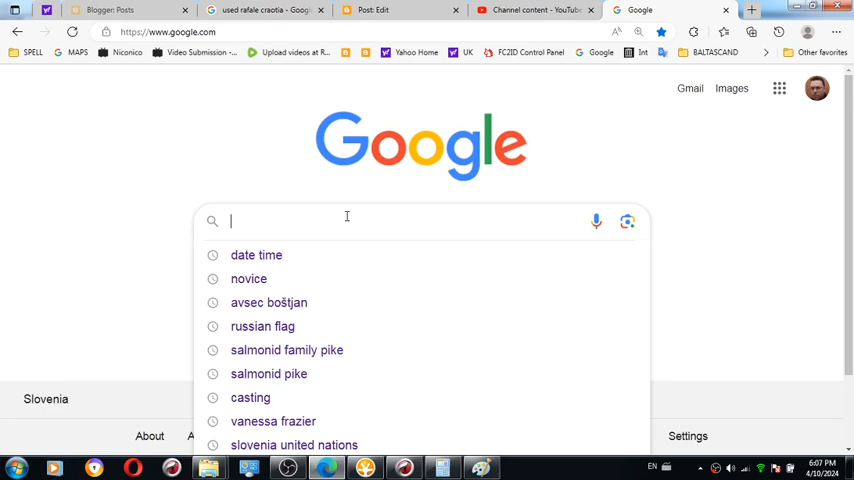 Blogger: Posts
used rafale craotia - Google
Post: Edit
Channel content - YouTube
Google
https://www.google.com
SPELL
MAPS
Niconico
Video Submission -...
Upload videos at R...
Yahoo Home
UK
FC2ID Control Panel
Google
Int
BALTASCAND
Other favorites
Gmail
Images
Google
date time
novice
avsec boštjan
russian flag
salmonid family pike
salmonid pike
casting
vanessa frazier
slovenia united nations
Slovenia
About
A
Settings
EN
6:07 PM
4/10/2024